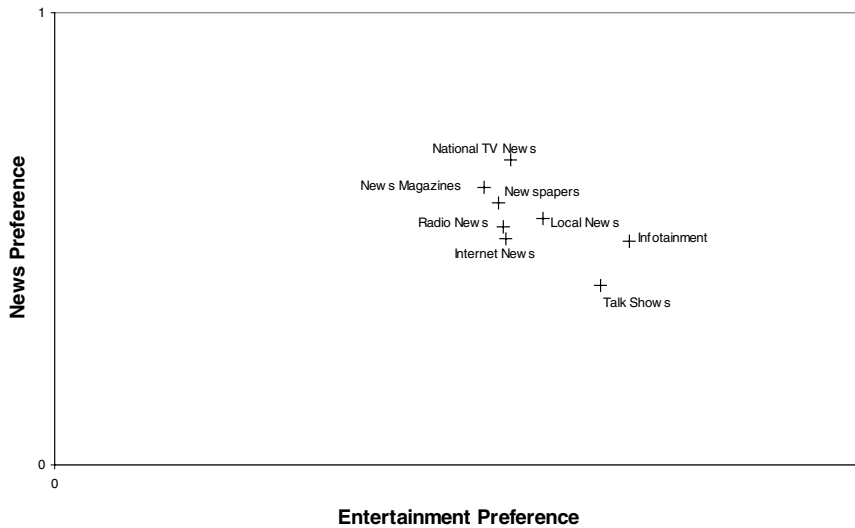 1
National TV News
News Magazines
Newspapers
Radio News
Local News
Infotainment
Internet News
Talk Shows
News Preference
0
0
Entertainment Preference